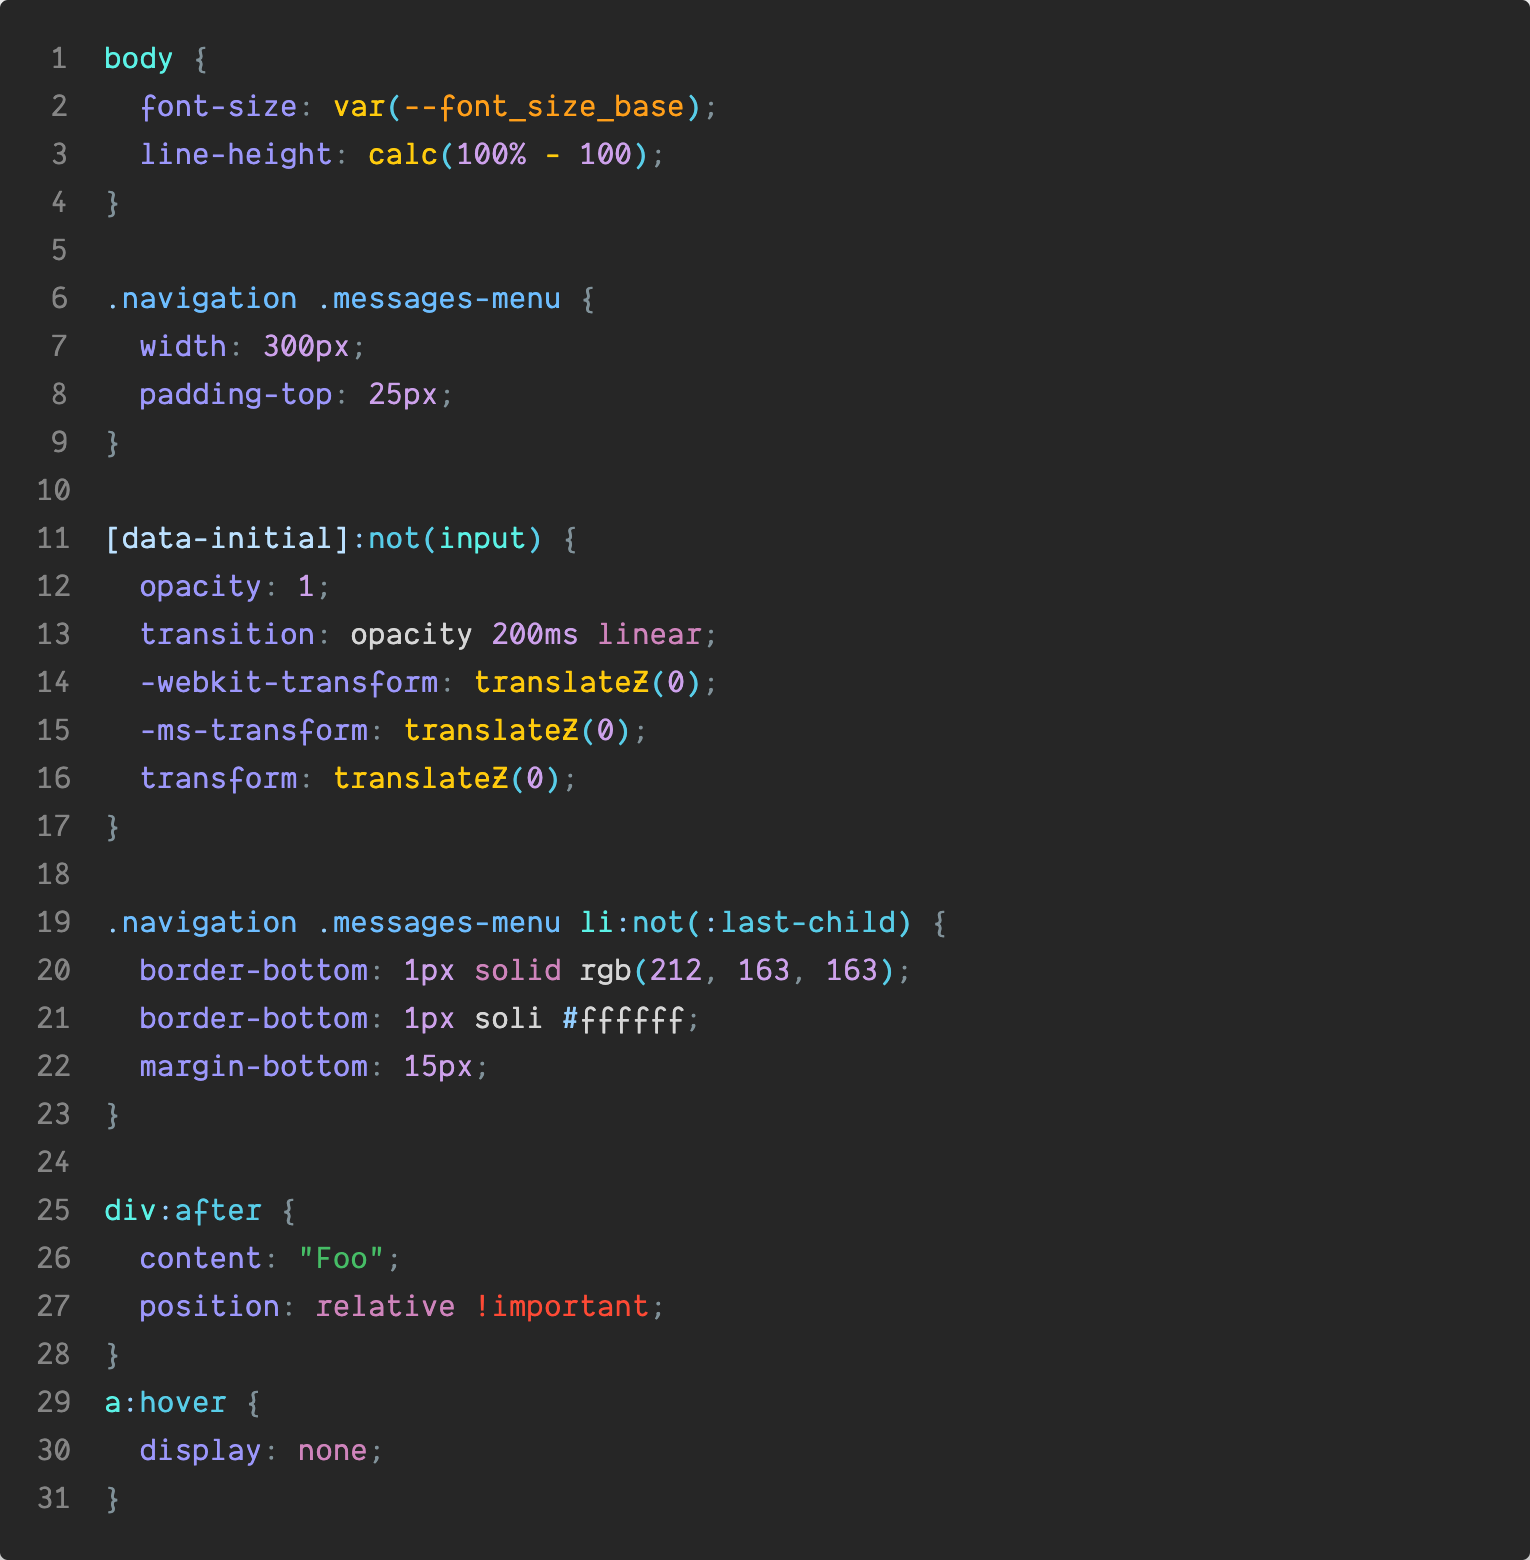 1 body {
2   font-size: var(--font_size_base);
3   line-height: calc(100% - 100);
4 }
5
6 .navigation .messages-menu {
7   width: 300px;
8   padding-top: 25px;
9 }
10
11 [data-initial]:not(input) {
12   opacity: 1;
13   transition: opacity 200ms linear;
14   -webkit-transform: translateZ(0);
15   -ms-transform: translateZ(0);
16   transform: translateZ(0);
17 }
18
19 .navigation .messages-menu li:not(:last-child) {
20   border-bottom: 1px solid rgb(212, 163, 163);
21   border-bottom: 1px soli #ffffff;
22   margin-bottom: 15px;
23 }
24
25 div:after {
26   content: "Foo";
27   position: relative !important;
28 }
29 a:hover {
30   display: none;
31 }